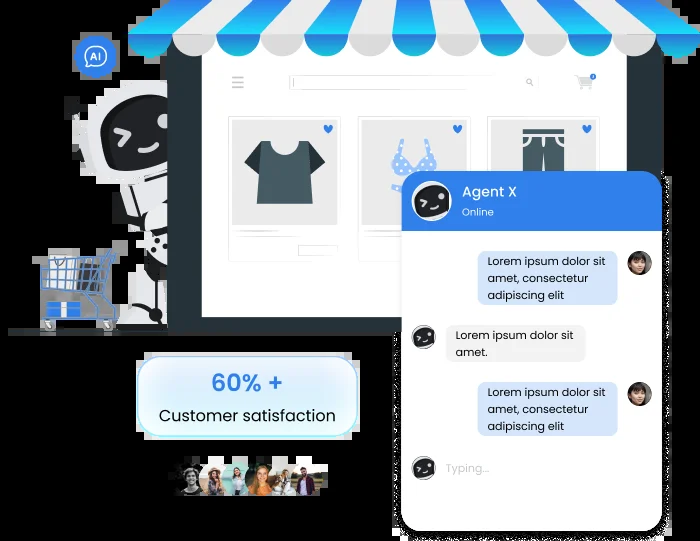 AI
Agent X
Online
Lorem ipsum dolor sit
amet, consectetur
adipiscing elit
Lorem ipsum dolor sit
amet.
Lorem ipsum dolor sit
amet, consectetur
adipiscing elit
Typing...
60% +
Customer satisfaction